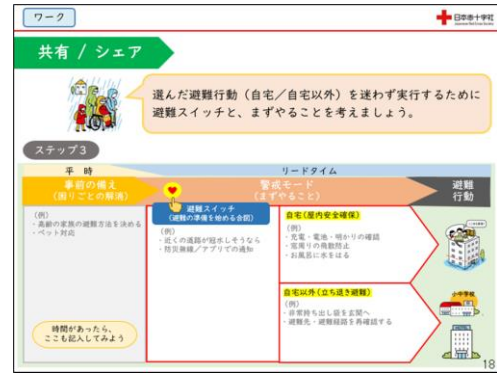 ワーク
日本赤十字社
共有 / シェア
選んだ避難行動（自宅／自宅以外）を迷わず実行するために
避難スイッチと、まずやることを考えましょう。
ステップ3
平 時
リードタイム
事前の備え
（困りごとの解消）
警戒モード
（まずやること）
避難
行動
（例）
・高齢の家族の避難方法を決める
・ペット対応
時間があったら、
ここも記入してみよう
避難スイッチ
（避難の準備を始める合図）
（例）
・近くの道路が冠水しそうなら
・防災無線／アプリでの通知
自宅（屋内安全確保）
（例）
・充電・電池・明かりの確認
・窓周りの飛散防止
・お風呂に水をはる
自宅以外（立ち退き避難）
（例）
・非常持ち出し袋を玄関へ
・避難先・避難経路を再確認する
小中学校
18